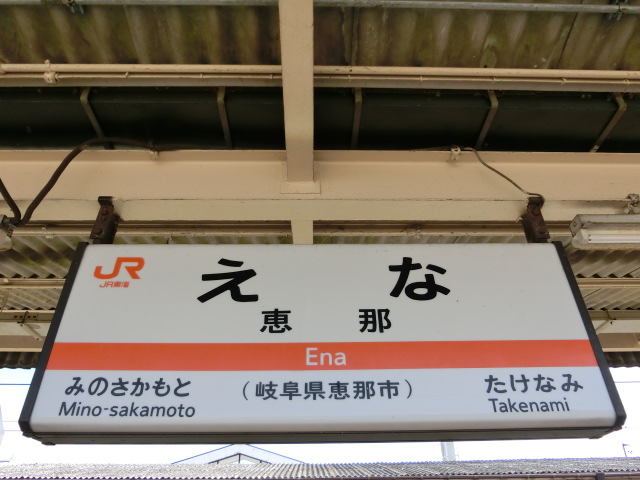 JR
JR東海
えな
恵那
Ena
みのさかもと
Mino-sakamoto
(岐阜県恵那市)
たけなみ
Takenami